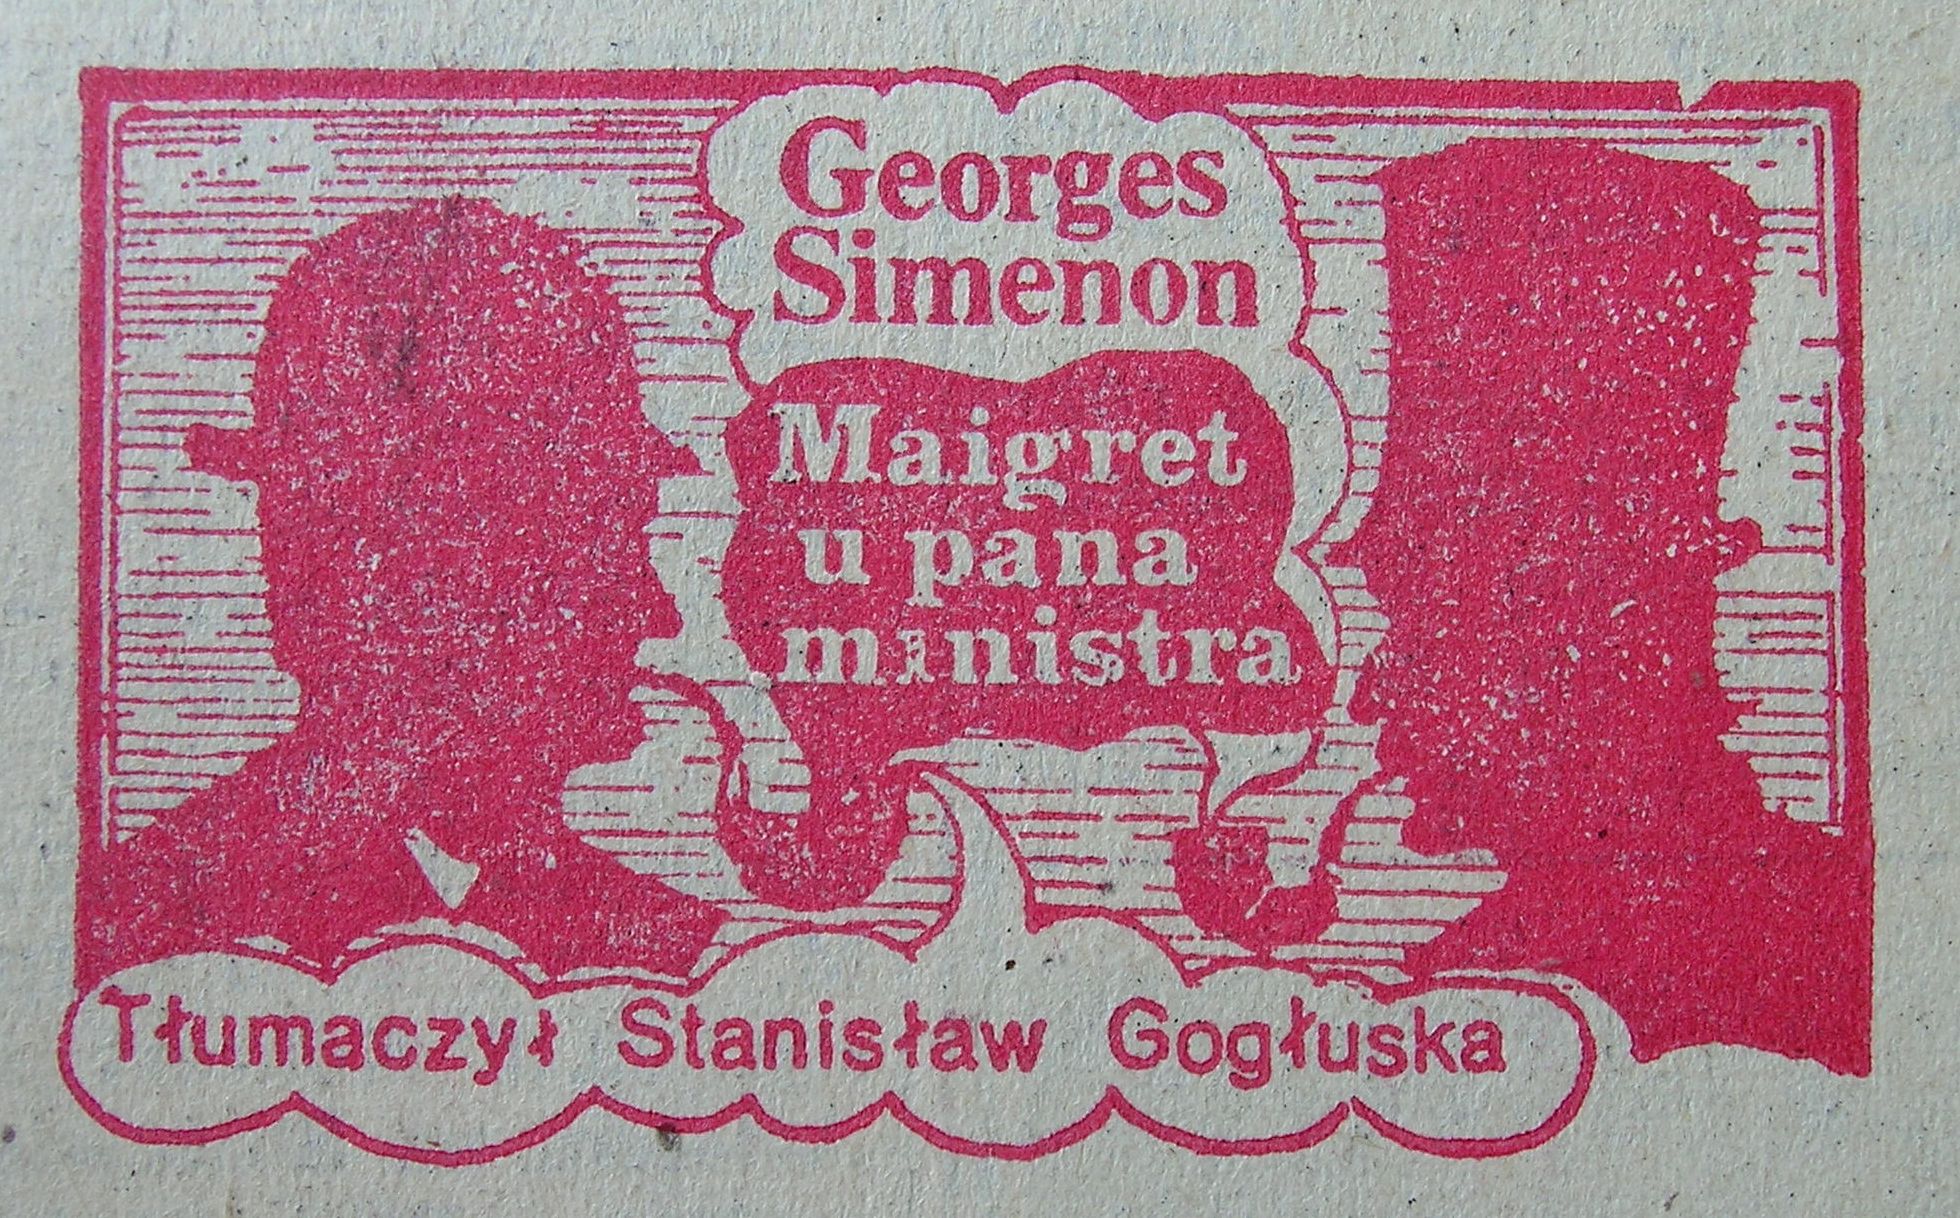 Georges
Simenon
Maigret
u pana
ministra
Tłumaczył Stanisław Gogłuska